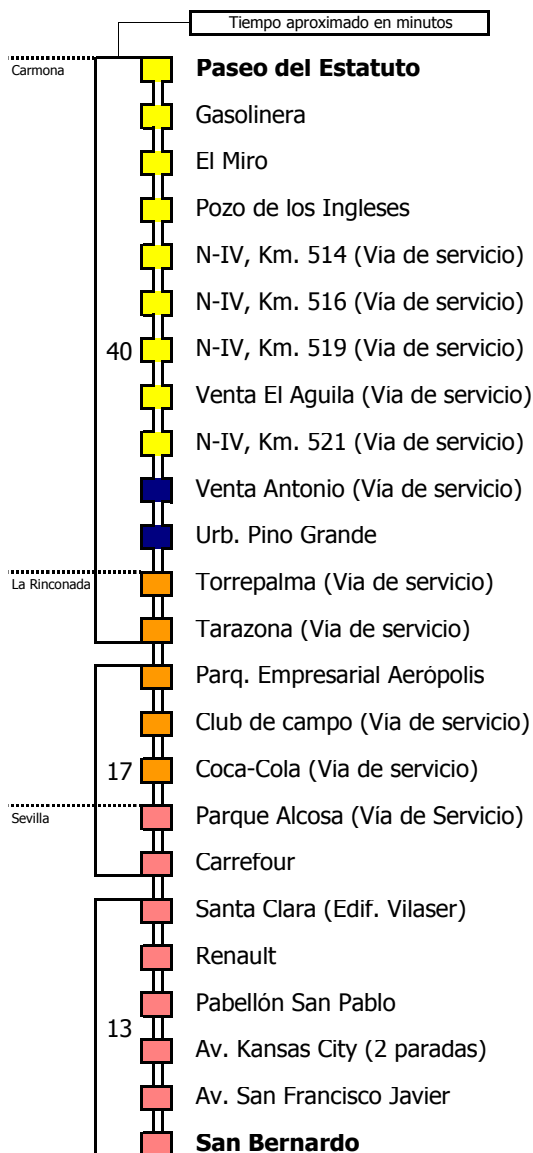 Tiempo aproximado en minutos
Carmona
Paseo del Estatuto
Gasolinera
El Miro
Pozo de los Ingleses
N-IV, Km. 514 (Via de servicio)
N-IV, Km. 516 (Vía de servicio)
40
N-IV, Km. 519 (Via de servicio)
Venta El Aguila (Via de servicio)
N-IV, Km. 521 (Via de servicio)
Venta Antonio (Vía de servicio)
Urb. Pino Grande
La Rinconada
Torrepalma (Via de servicio)
Tarazona (Via de servicio)
Parq. Empresarial Aerópolis
Club de campo (Via de servicio)
17
Coca-Cola (Via de servicio)
Sevilla
Parque Alcosa (Vía de Servicio)
Carrefour
Santa Clara (Edif. Vilaser)
Renault
Pabellón San Pablo
13
Av. Kansas City (2 paradas)
Av. San Francisco Javier
San Bernardo